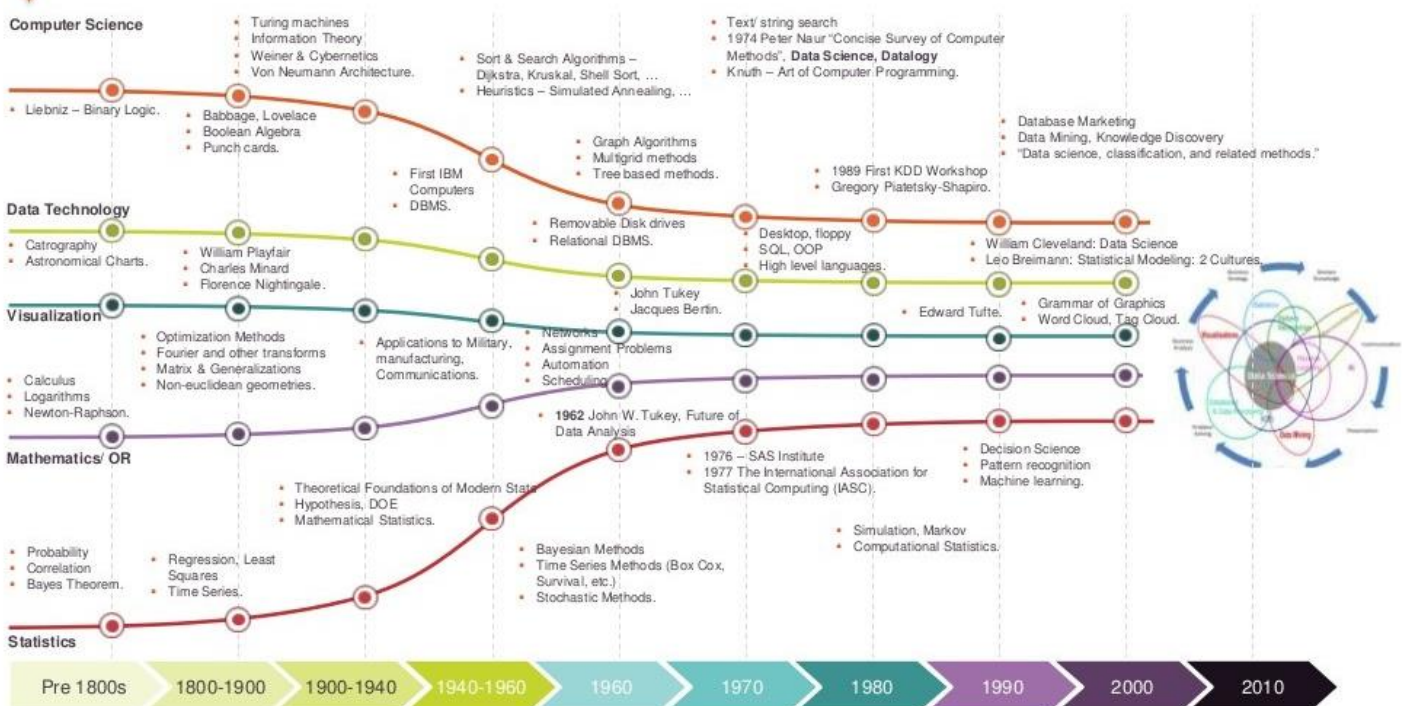 Computer Science
Turing machines
Information Theory
Weiner & Cybernetics
Von Neumann Architecture.
Text/ string search
1974 Peter Naur “Concise Survey of Computer
Methods”, Data Science, Datalogy
Knuth – Art of Computer Programming.
Sort & Search Algorithms –
Dijkstra, Kruskal, Shell Sort, …
Heuristics – Simulated Annealing, …
Liebniz – Binary Logic.
Babbage, Lovelace
Boolean Algebra
Punch cards.
Database Marketing
Data Mining, Knowledge Discovery
“Data science, classification, and related methods.”
Graph Algorithms
Multigrid methods
Tree based methods.
First IBM
Computers
DBMS.
1989 First KDD Workshop
Gregory Piatetsky-Shapiro.
Data Technology
Removable Disk drives
Relational DBMS.
Desktop, floppy
SQL, OOP
High level languages.
William Cleveland: Data Science
Leo Breimann: Statistical Modeling: 2 Cultures.
Catrography
Astronomical Charts.
William Playfair
Charles Minard
Florence Nightingale.
John Tukey
Jacques Bertin.
Edward Tufte.
Grammar of Graphics
Word Cloud, Tag Cloud.
Visualization
Optimization Methods
Fourier and other transforms
Matrix & Generalizations
Non-euclidean geometries.
Applications to Military,
manufacturing,
Communications.
Networks
Assignment Problems
Automation
Scheduling
Visualization
Data Science
Data Mining
Calculus
Logarithms
Newton-Raphson.
1962 John W. Tukey, Future of
Data Analysis
Mathematics/ OR
1976 – SAS Institute
1977 The International Association for
Statistical Computing (IASC).
Decision Science
Pattern recognition
Machine learning.
Theoretical Foundations of Modern Stats
Hypothesis, DOE
Mathematical Statistics.
Simulation, Markov
Computational Statistics.
Probability
Correlation
Bayes Theorem.
Regression, Least
Squares
Time Series.
Bayesian Methods
Time Series Methods (Box Cox,
Survival, etc.)
Stochastic Methods.
Statistics
Pre 1800s
1800-1900
1900-1940
1940-1960
1960
1970
1980
1990
2000
2010